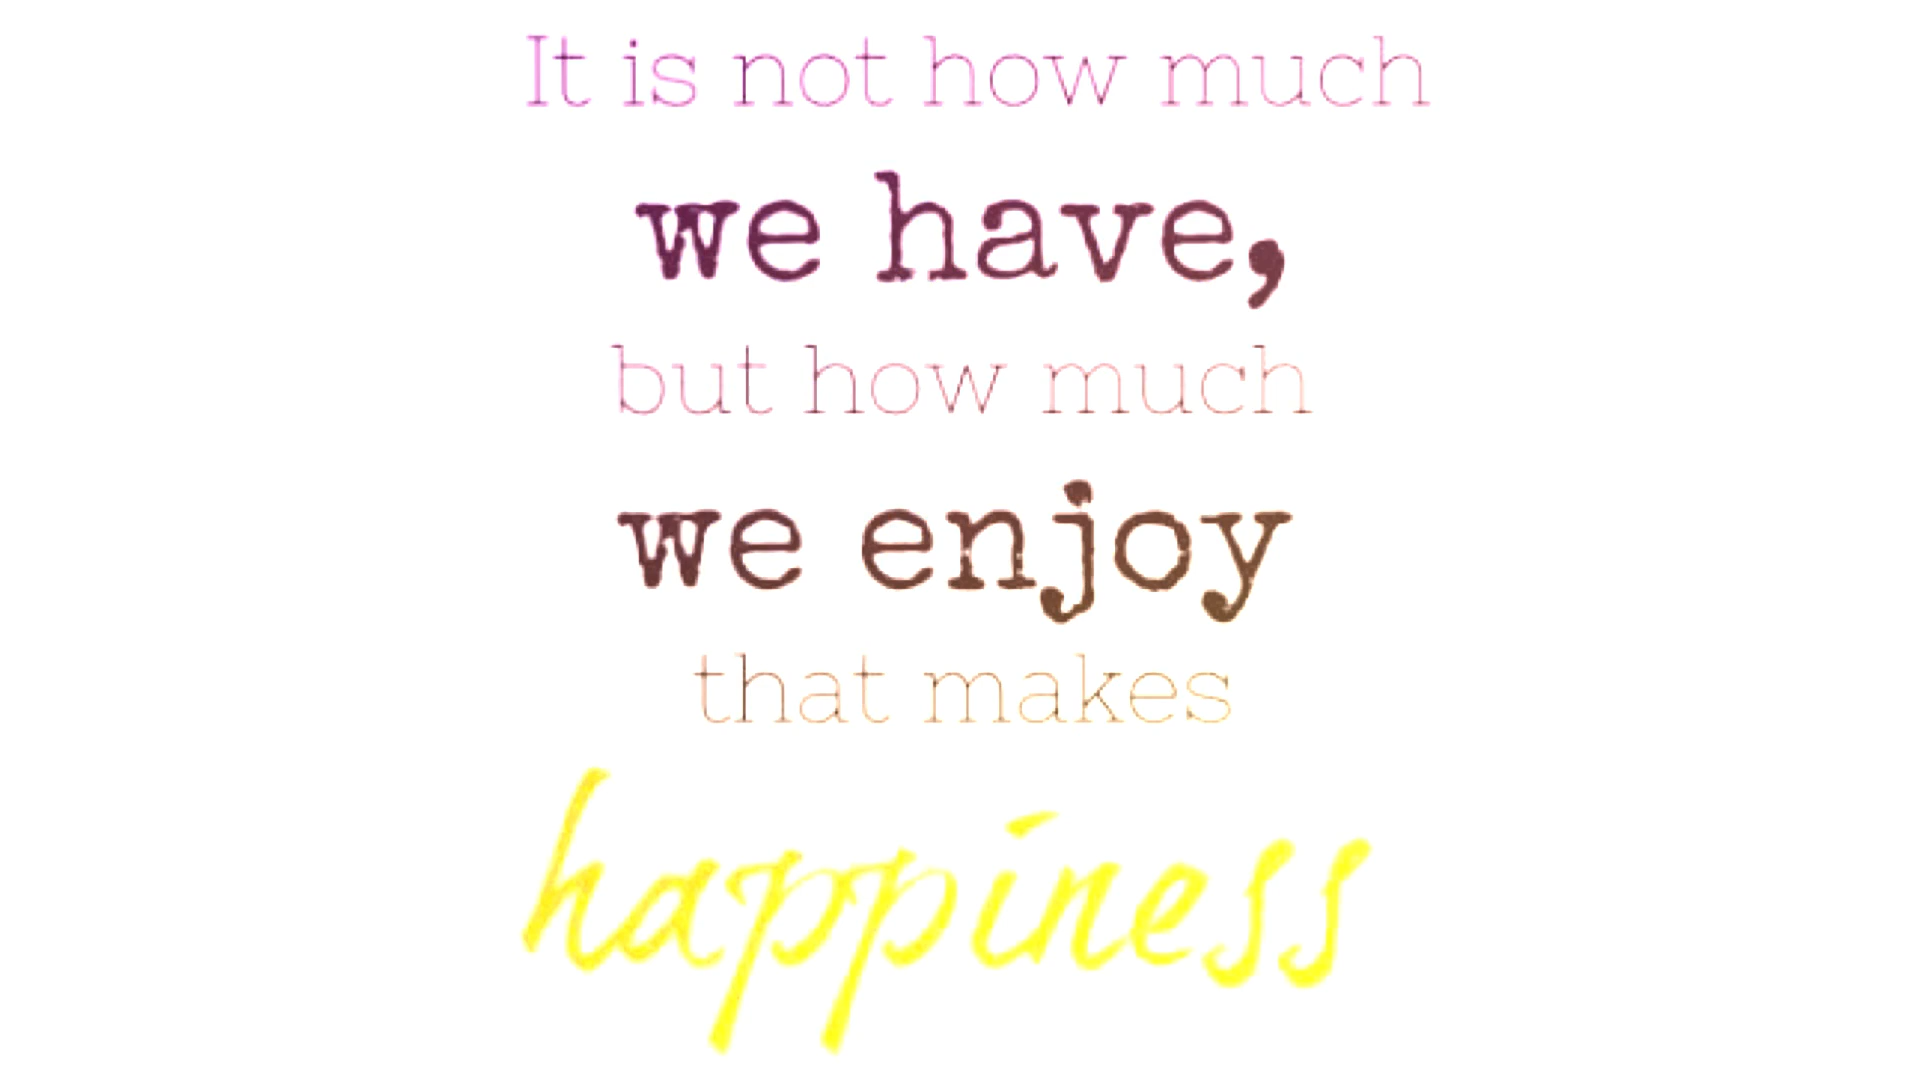 It is not how much
we have,
but how much
we enjoy
that makes
happiness